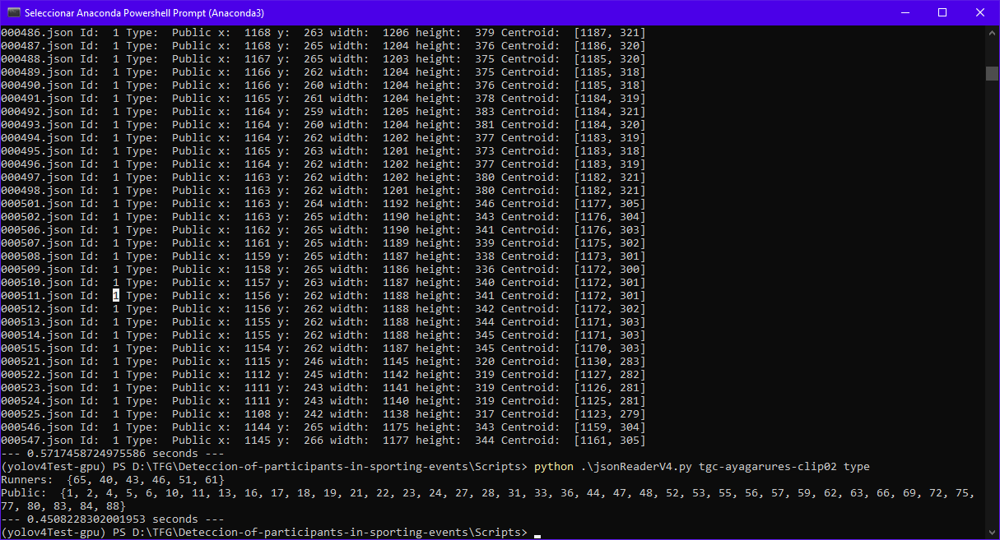 Seleccionar Anaconda Powershell Prompt (Anaconda3)
000486.json Id:  1 Type:  Public x:  1168 y:  263 width:  1206 height:  379 Centroid:  [1187, 321]
000487.json Id:  1 Type:  Public x:  1168 y:  265 width:  1204 height:  376 Centroid:  [1186, 320]
000488.json Id:  1 Type:  Public x:  1167 y:  265 width:  1203 height:  375 Centroid:  [1185, 320]
000489.json Id:  1 Type:  Public x:  1166 y:  262 width:  1204 height:  375 Centroid:  [1185, 318]
000490.json Id:  1 Type:  Public x:  1166 y:  260 width:  1204 height:  376 Centroid:  [1185, 318]
000491.json Id:  1 Type:  Public x:  1165 y:  261 width:  1204 height:  378 Centroid:  [1184, 319]
000492.json Id:  1 Type:  Public x:  1164 y:  259 width:  1205 height:  383 Centroid:  [1184, 321]
000493.json Id:  1 Type:  Public x:  1164 y:  260 width:  1204 height:  381 Centroid:  [1184, 320]
000494.json Id:  1 Type:  Public x:  1164 y:  262 width:  1202 height:  377 Centroid:  [1183, 319]
000495.json Id:  1 Type:  Public x:  1165 y:  263 width:  1201 height:  373 Centroid:  [1183, 318]
000496.json Id:  1 Type:  Public x:  1164 y:  262 width:  1202 height:  377 Centroid:  [1183, 319]
000497.json Id:  1 Type:  Public x:  1163 y:  262 width:  1202 height:  380 Centroid:  [1182, 321]
000498.json Id:  1 Type:  Public x:  1163 y:  262 width:  1201 height:  380 Centroid:  [1182, 321]
000501.json Id:  1 Type:  Public x:  1163 y:  264 width:  1192 height:  346 Centroid:  [1177, 305]
000502.json Id:  1 Type:  Public x:  1163 y:  265 width:  1190 height:  343 Centroid:  [1176, 304]
000506.json Id:  1 Type:  Public x:  1162 y:  265 width:  1190 height:  341 Centroid:  [1176, 303]
000507.json Id:  1 Type:  Public x:  1161 y:  265 width:  1189 height:  339 Centroid:  [1175, 302]
000508.json Id:  1 Type:  Public x:  1159 y:  265 width:  1187 height:  338 Centroid:  [1173, 301]
000509.json Id:  1 Type:  Public x:  1158 y:  265 width:  1186 height:  336 Centroid:  [1172, 300]
000510.json Id:  1 Type:  Public x:  1157 y:  263 width:  1187 height:  340 Centroid:  [1172, 301]
000511.json Id:  1 Type:  Public x:  1156 y:  262 width:  1188 height:  341 Centroid:  [1172, 301]
000512.json Id:  1 Type:  Public x:  1156 y:  262 width:  1188 height:  342 Centroid:  [1172, 302]
000513.json Id:  1 Type:  Public x:  1155 y:  262 width:  1188 height:  344 Centroid:  [1171, 303]
000514.json Id:  1 Type:  Public x:  1155 y:  262 width:  1188 height:  345 Centroid:  [1171, 303]
000515.json Id:  1 Type:  Public x:  1154 y:  262 width:  1187 height:  345 Centroid:  [1170, 303]
000521.json Id:  1 Type:  Public x:  1115 y:  246 width:  1145 height:  320 Centroid:  [1130, 283]
000522.json Id:  1 Type:  Public x:  1112 y:  245 width:  1142 height:  319 Centroid:  [1127, 282]
000523.json Id:  1 Type:  Public x:  1111 y:  243 width:  1141 height:  319 Centroid:  [1126, 281]
000524.json Id:  1 Type:  Public x:  1111 y:  243 width:  1140 height:  319 Centroid:  [1125, 281]
000525.json Id:  1 Type:  Public x:  1108 y:  242 width:  1138 height:  317 Centroid:  [1123, 279]
000546.json Id:  1 Type:  Public x:  1144 y:  265 width:  1175 height:  343 Centroid:  [1159, 304]
000547.json Id:  1 Type:  Public x:  1145 y:  266 width:  1177 height:  344 Centroid:  [1161, 305]
--- 0.5717458724975586 seconds ---
(yolov4Test-gpu) PS D:\TFG\Deteccion-of-participants-in-sporting-events\Scripts> python .\jsonReaderV4.py tgc-ayagarures-clip02 type
Runners:  {65, 40, 43, 46, 51, 61}
Public:  {1, 2, 4, 5, 6, 10, 11, 13, 16, 17, 18, 19, 21, 22, 23, 24, 27, 28, 31, 33, 36, 44, 47, 48, 52, 53, 55, 56, 57, 59, 62, 63, 66, 69, 72, 75,
77, 80, 83, 84, 88}
--- 0.4508228302001953 seconds ---
(yolov4Test-gpu) PS D:\TFG\Deteccion-of-participants-in-sporting-events\Scripts>